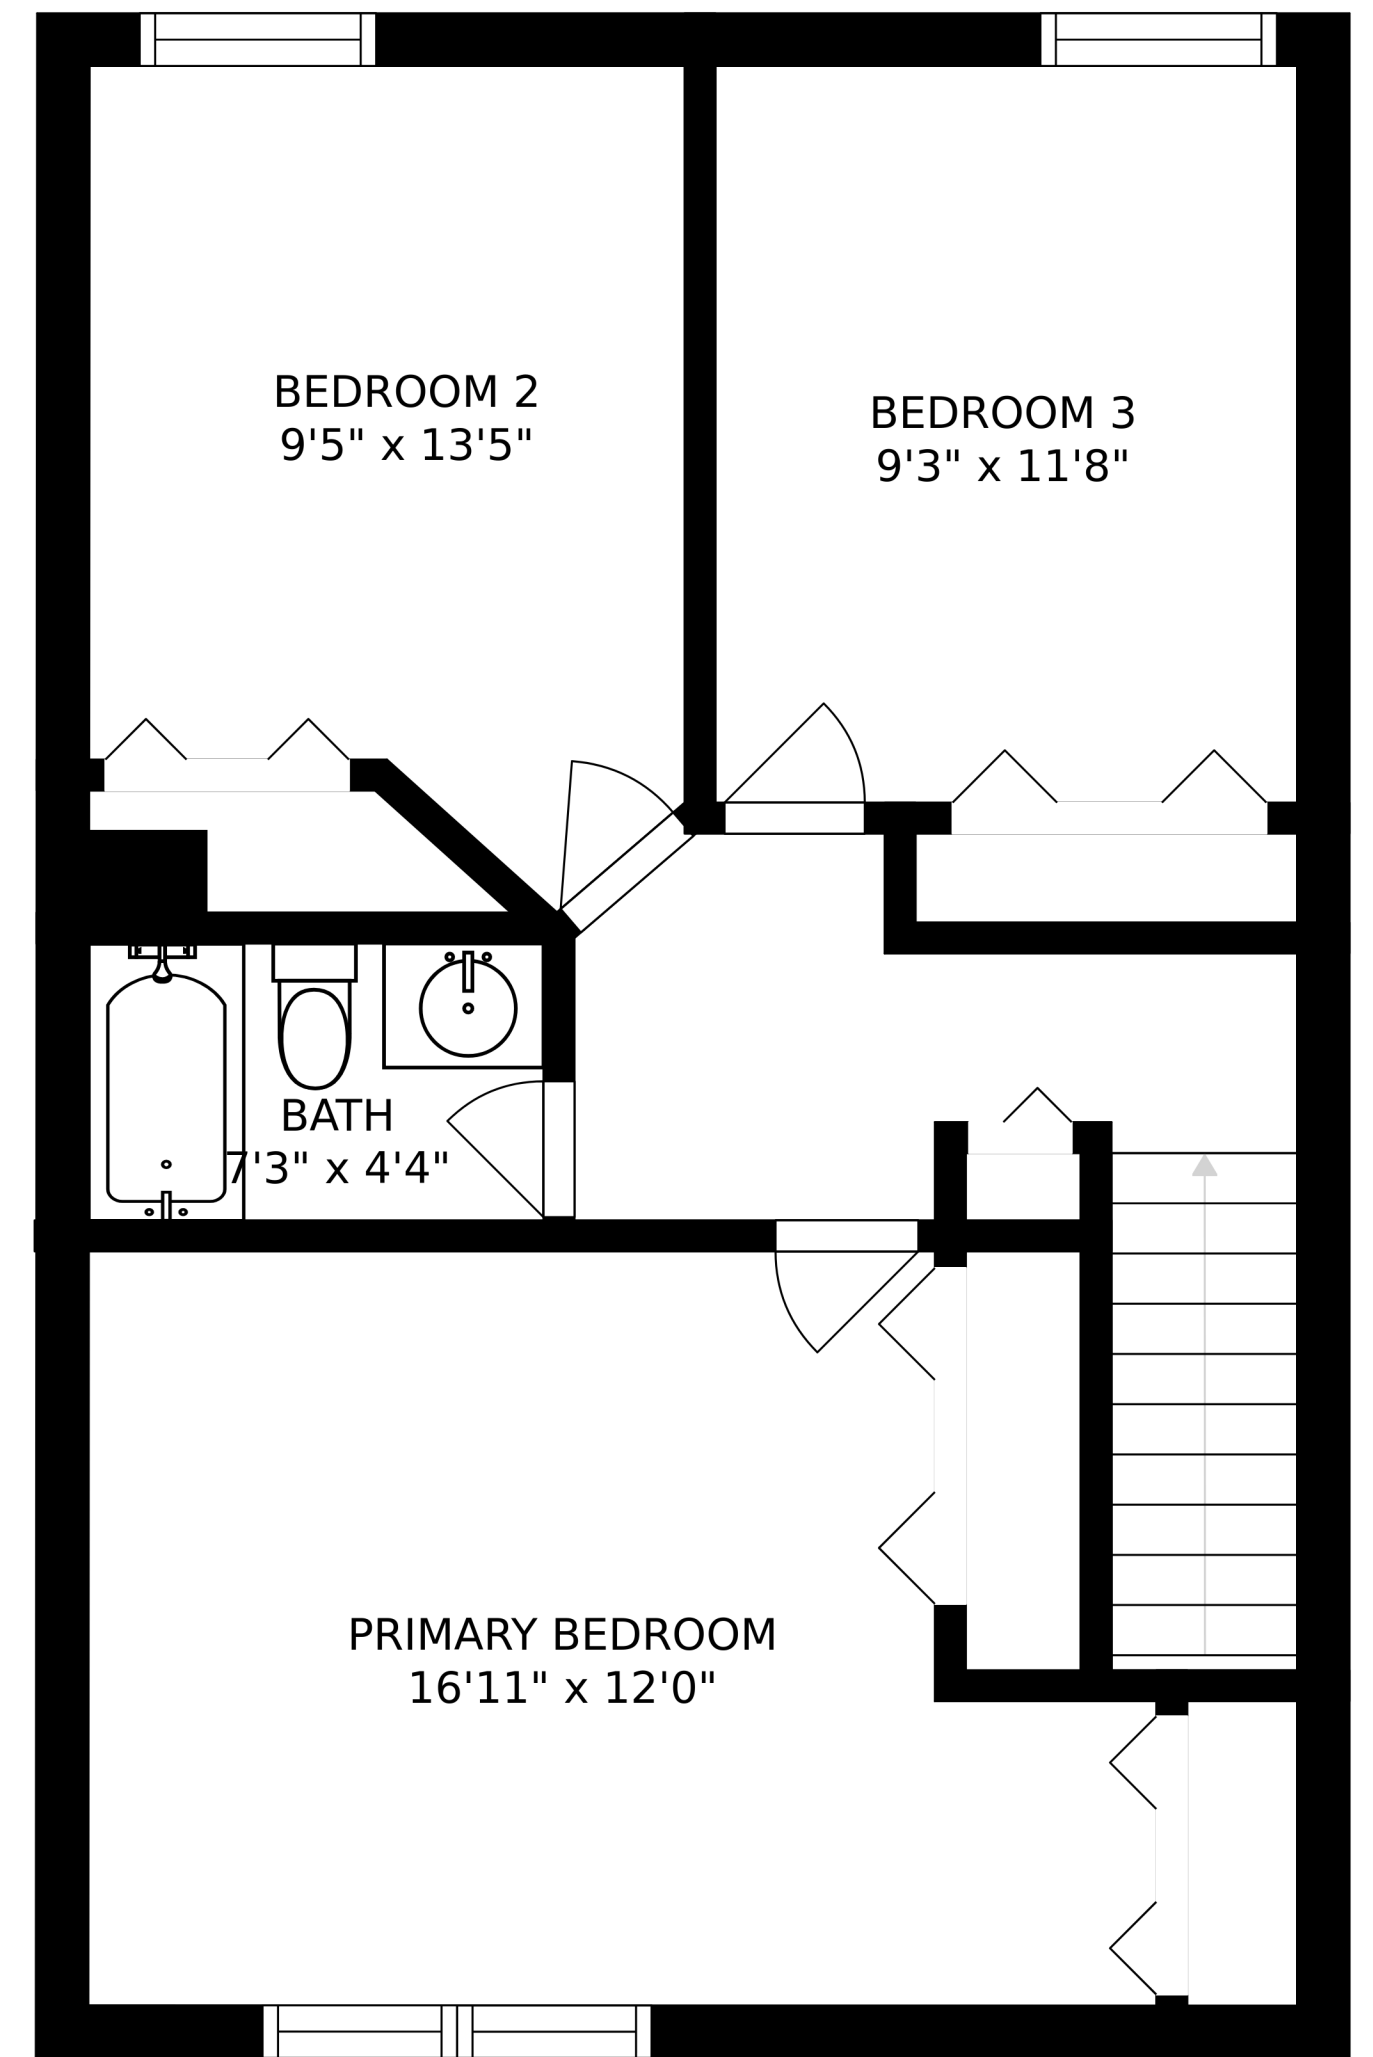 BEDROOM 2
9'5" x 13'5"
BEDROOM 3
9'3" x 11'8"
BATH
7'3" x 4'4"
PRIMARY BEDROOM
16'11" x 12'0"